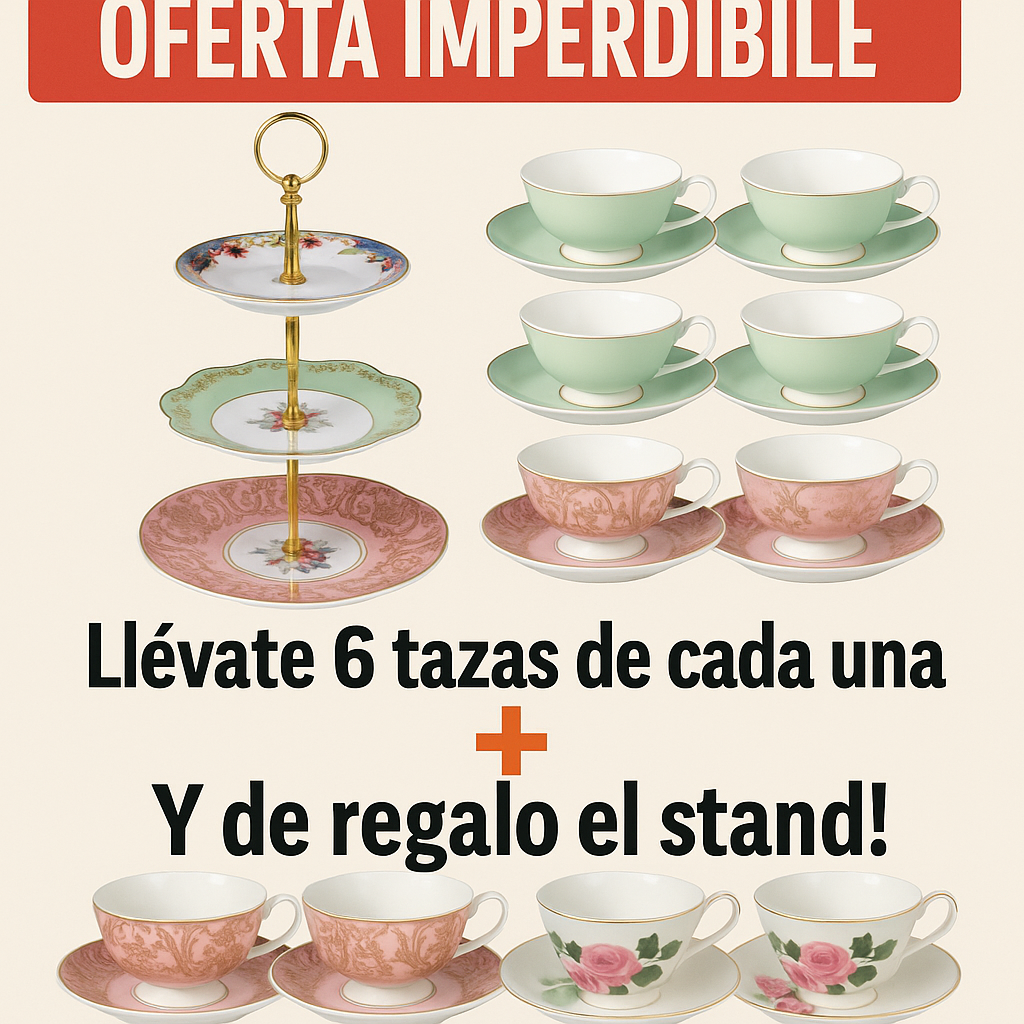 OFERTA IMPERDIBILE
Llévate 6 tazas de cada una
+
Y de regalo el stand!